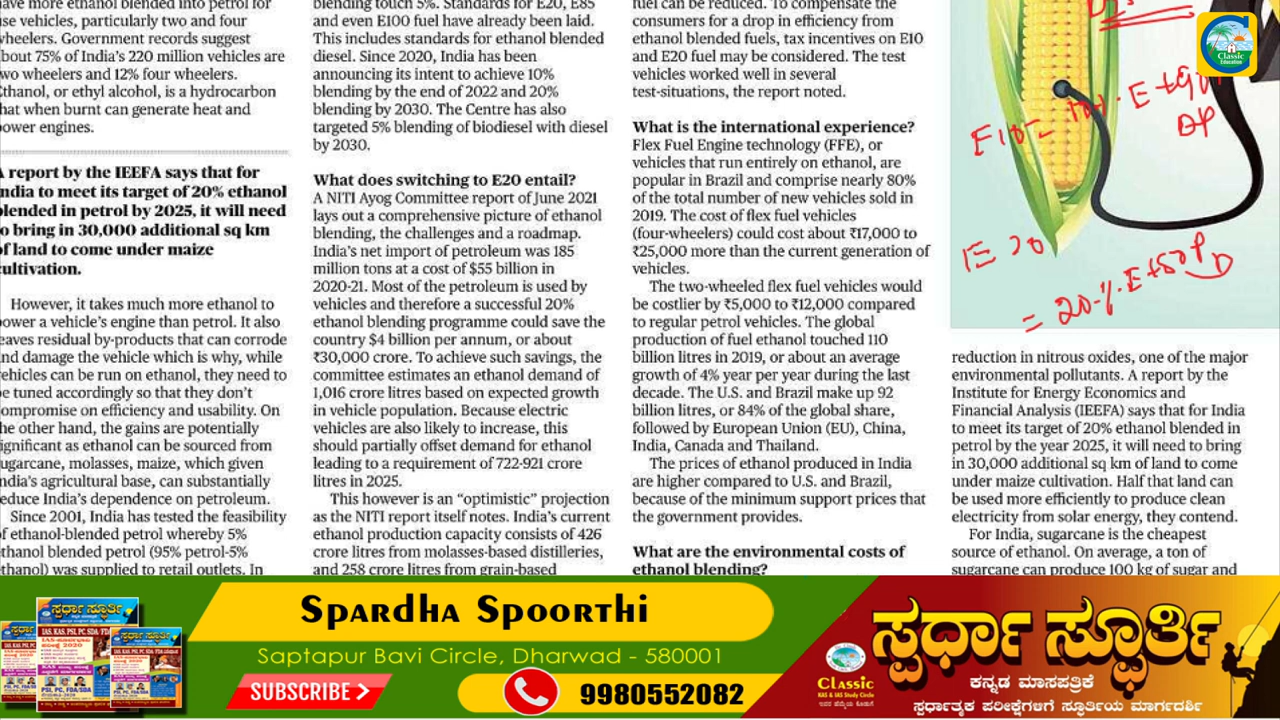 have more ethanol blended into petrol for
use vehicles, particularly two and four
wheelers. Government records suggest
about 75% of India's 220 million vehicles are
two wheelers and 12% four wheelers.
Ethanol, or ethyl alcohol, is a hydrocarbon
that when burnt can generate heat and
power engines.
A report by the IEEFA says that for
India to meet its target of 20% ethanol
blended in petrol by 2025, it will need
to bring in 30,000 additional sq km
of land to come under maize
cultivation.
However, it takes much more ethanol to
power a vehicle's engine than petrol. It also
leaves residual by-products that can corrode
and damage the vehicle which is why, while
vehicles can be run on ethanol, they need to
be tuned accordingly so that they don't
compromise on efficiency and usability. On
the other hand, the gains are potentially
significant as ethanol can be sourced from
sugarcane, molasses, maize, which given
India's agricultural base, can substantially
reduce India's dependence on petroleum.
Since 2001, India has tested the feasibility
of ethanol-blended petrol whereby 5%
ethanol blended petrol (95% petrol-5%
ethanol) was supplied to retail outlets. In
blending touch 5%. Standards for E20, E85
and even E100 fuel have already been laid.
This includes standards for ethanol blended
diesel. Since 2020, India has been
announcing its intent to achieve 10%
blending by the end of 2022 and 20%
blending by 2030. The Centre has also
targeted 5% blending of biodiesel with diesel
by 2030.
What does switching to E20 entail?
A NITI Ayog Committee report of June 2021
lays out a comprehensive picture of ethanol
blending, the challenges and a roadmap.
India's net import of petroleum was 185
million tons at a cost of $55 billion in
2020-21. Most of the petroleum is used by
vehicles and therefore a successful 20%
ethanol blending programme could save the
country $4 billion per annum, or about
₹30,000 crore. To achieve such savings, the
committee estimates an ethanol demand of
1,016 crore litres based on expected growth
in vehicle population. Because electric
vehicles are also likely to increase, this
should partially offset demand for ethanol
leading to a requirement of 722-921 crore
litres in 2025.
This however is an “optimistic” projection
as the NITI report itself notes. India's current
ethanol production capacity consists of 426
crore litres from molasses-based distilleries,
and 258 crore litres from grain-based
fuel can be reduced. To compensate the
consumers for a drop in efficiency from
ethanol blended fuels, tax incentives on E10
and E20 fuel may be considered. The test
vehicles worked well in several
test-situations, the report noted.
What is the international experience?
Flex Fuel Engine technology (FFE), or
vehicles that run entirely on ethanol, are
popular in Brazil and comprise nearly 80%
of the total number of new vehicles sold in
2019. The cost of flex fuel vehicles
(four-wheelers) could cost about ₹17,000 to
₹25,000 more than the current generation of
vehicles.
The two-wheeled flex fuel vehicles would
be costlier by ₹5,000 to ₹12,000 compared
to regular petrol vehicles. The global
production of fuel ethanol touched 110
billion litres in 2019, or about an average
growth of 4% year per year during the last
decade. The U.S. and Brazil make up 92
billion litres, or 84% of the global share,
followed by European Union (EU), China,
India, Canada and Thailand.
The prices of ethanol produced in India
are higher compared to U.S. and Brazil,
because of the minimum support prices that
the government provides.
What are the environmental costs of
ethanol blending?
Classic
Education
E10 = 10% E +
E20
= 20% E + 80 P
D
reduction in nitrous oxides, one of the major
environmental pollutants. A report by the
Institute for Energy Economics and
Financial Analysis (IEEFA) says that for India
to meet its target of 20% ethanol blended in
petrol by the year 2025, it will need to bring
in 30,000 additional sq km of land to come
under maize cultivation. Half that land can
be used more efficiently to produce clean
electricity from solar energy, they contend.
For India, sugarcane is the cheapest
source of ethanol. On average, a ton of
sugarcane can produce 100 kg of sugar and
ಸ್ಪರ್ಧಾ ಸ್ಫೂರ್ತಿ
Spardha Spoorthi
Saptapur Bavi Circle, Dharwad - 580001
SUBSCRIBE
9980552082
Classic
KAS & IAS Study Circle
ಸ್ಪರ್ಧಾ ಸ್ಫೂರ್ತಿ
ಕನ್ನಡ ಮಾಸಪತ್ರಿಕೆ
ಸ್ಪರ್ಧಾತ್ಮಕ ಪರೀಕ್ಷೆಗಳಿಗೆ ಸ್ಫೂರ್ತಿಯ ಮಾರ್ಗದರ್ಶಿ